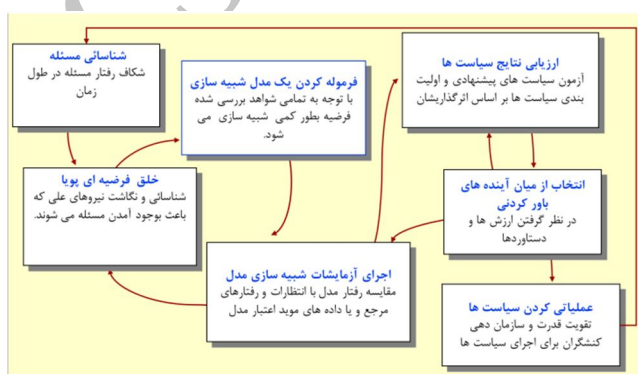 شناسائی مسئله
شکاف رفتار مسئله در طول
زمان
فرموله کردن یک مدل شبیه سازی
با توجه به تمامی شواهد بررسی شده
فرضیه بطور کمی شبیه سازی می
شود.
ارزیابی نتایج سیاست ها
آزمون سیاست های پیشنهادی و اولیت
بندی سیاست ها بر اساس اثرگذاریشان
خلق فرضیه ای پویا
شناسائی و نگاشت نیروهای علی که
باعث بوجود آمدن مسئله می شوند.
انتخاب از میان آینده های
باور کردنی
در نظر گرفتن ارزش ها و
دستاوردها
اجرای آزمایشات شبیه سازی مدل
مقایسه رفتار مدل با انتظارات و رفتارهای
مرجع و یا داده های موید اعتبار مدل
عملیاتی کردن سیاست ها
تقویت قدرت و سازمان دهی
کنشگران برای اجرای سیاست ها